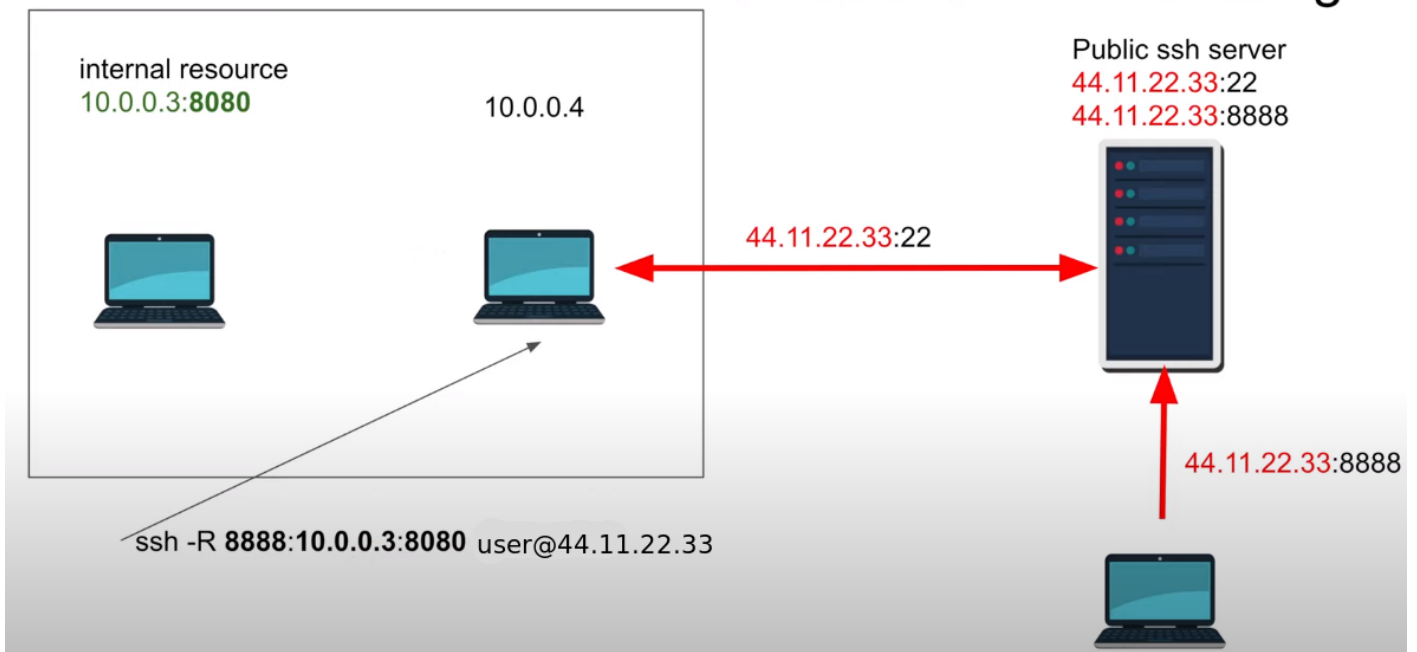 internal resource
10.0.0.3:8080
10.0.0.4
Public ssh server
44.11.22.33:22
44.11.22.33:8888
44.11.22.33:22
44.11.22.33:8888
ssh -R 8888:10.0.0.3:8080 user@44.11.22.33